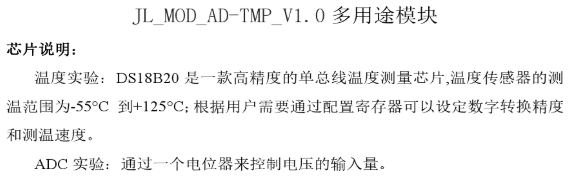 JL_MOD_AD-TMP_V1.0 多用途模块
芯片说明：
温度实验：DS18B20 是一款高精度的单总线温度测量芯片,温度传感器的测
温范围为-55°C 到+125°C; 根据用户需要通过配置寄存器可以设定数字转换精度
和测温速度。
ADC 实验：通过一个电位器来控制电压的输入量。